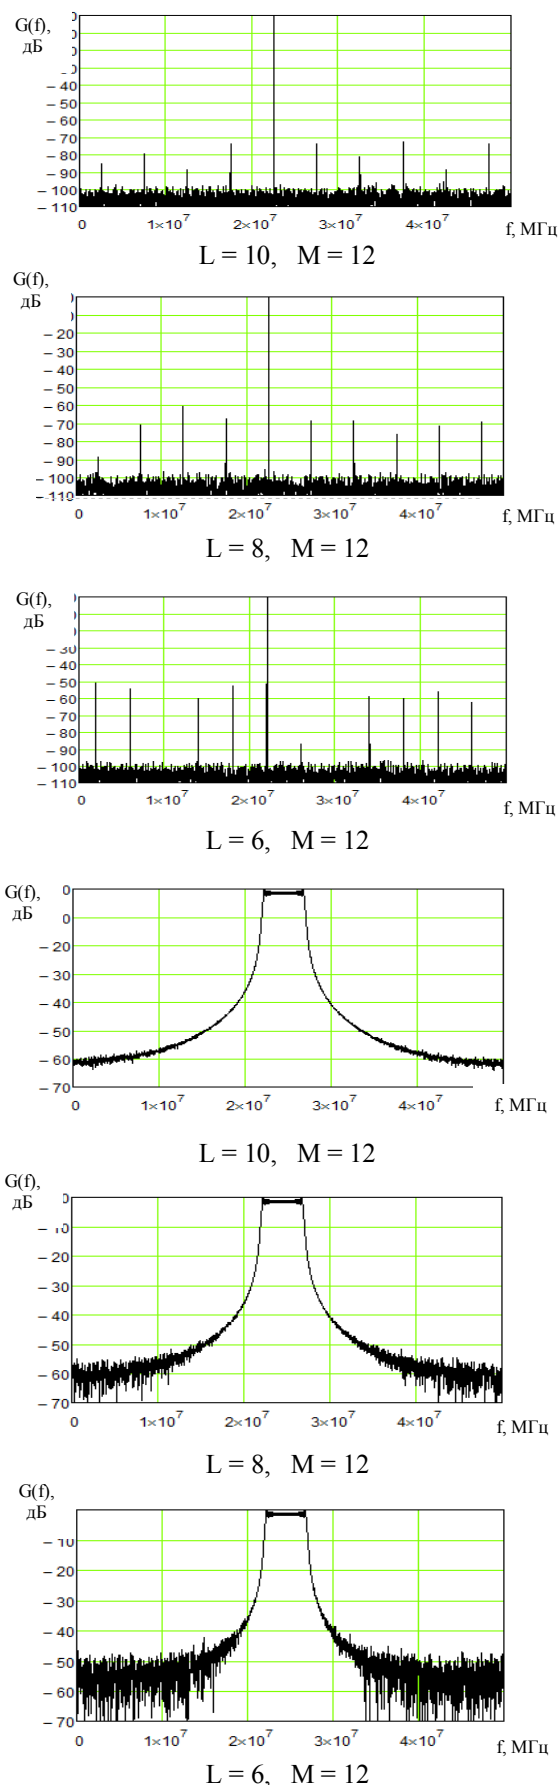 G(f),
дБ
– 40
– 50
– 60
– 70
– 80
– 90
– 100
– 110
0 1×10⁷ 2×10⁷ 3×10⁷ 4×10⁷
f, МГц
L = 10, M = 12
G(f),
дБ
– 20
– 30
– 40
– 50
– 60
– 70
– 80
– 90
– 100
– 110
0 1×10⁷ 2×10⁷ 3×10⁷ 4×10⁷
f, МГц
L = 8, M = 12
G(f),
дБ
– 40
– 50
– 60
– 70
– 80
– 90
– 100
– 110
0 1×10⁷ 2×10⁷ 3×10⁷ 4×10⁷
f, МГц
L = 6, M = 12
G(f),
дБ
0
0
– 20
– 30
– 40
– 50
– 60
– 70
0 1×10⁷ 2×10⁷ 3×10⁷ 4×10⁷
f, МГц
L = 10, M = 12
G(f),
дБ
– 10
– 20
– 30
– 40
– 50
– 60
– 70
0 1×10⁷ 2×10⁷ 3×10⁷ 4×10⁷
f, МГц
L = 8, M = 12
G(f),
дБ
– 10
– 20
– 30
– 40
– 50
– 60
– 70
0 1×10⁷ 2×10⁷ 3×10⁷ 4×10⁷
f, МГц
L = 6, M = 12